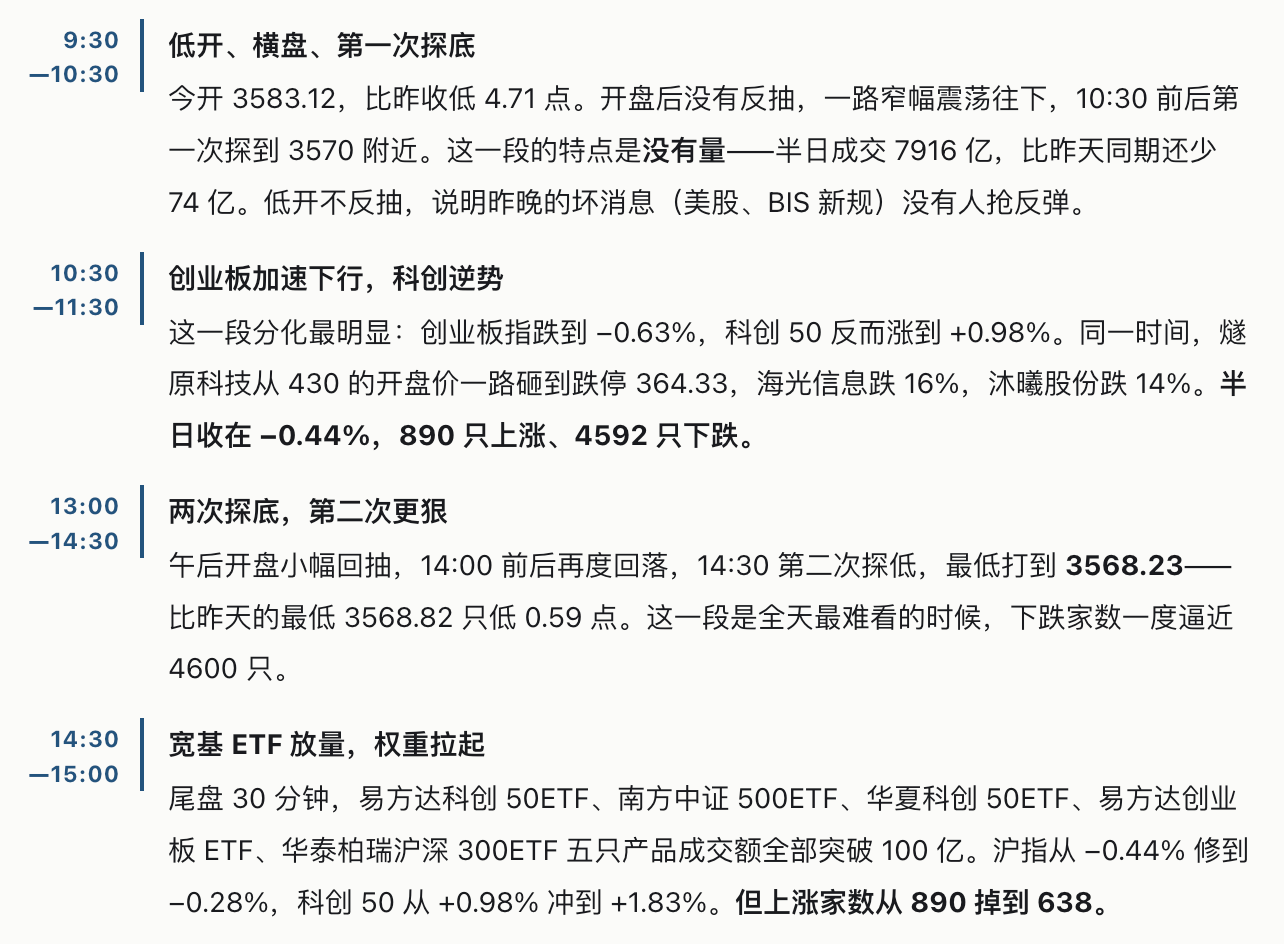 9:30
—10:30
低开、横盘、第一次探底
今开 3583.12，比昨收低 4.71 点。开盘后没有反抽，一路窄幅震荡往下，10:30 前后第
一次探到 3570 附近。这一段的特点是没有量——半日成交 7916 亿，比昨天同期还少
74 亿。低开不反抽，说明昨晚的坏消息（美股、BIS 新规）没有人抢反弹。
10:30
—11:30
创业板加速下行，科创逆势
这一段分化最明显：创业板指跌到 −0.63%，科创 50 反而涨到 +0.98%。同一时间，燧
原科技从 430 的开盘价一路砸到跌停 364.33，海光信息跌 16%，沐曦股份跌 14%。半
日收在 −0.44%，890 只上涨、4592 只下跌。
13:00
—14:30
两次探底，第二次更狠
午后开盘小幅回抽，14:00 前后再度回落，14:30 第二次探低，最低打到 3568.23——
比昨天的最低 3568.82 只低 0.59 点。这一段是全天最难看的时候，下跌家数一度逼近
4600 只。
14:30
—15:00
宽基 ETF 放量，权重拉起
尾盘 30 分钟，易方达科创 50ETF、南方中证 500ETF、华夏科创 50ETF、易方达创业
板 ETF、华泰柏瑞沪深 300ETF 五只产品成交额全部突破 100 亿。沪指从 −0.44% 修到
−0.28%，科创 50 从 +0.98% 冲到 +1.83%。但上涨家数从 890 掉到 638。